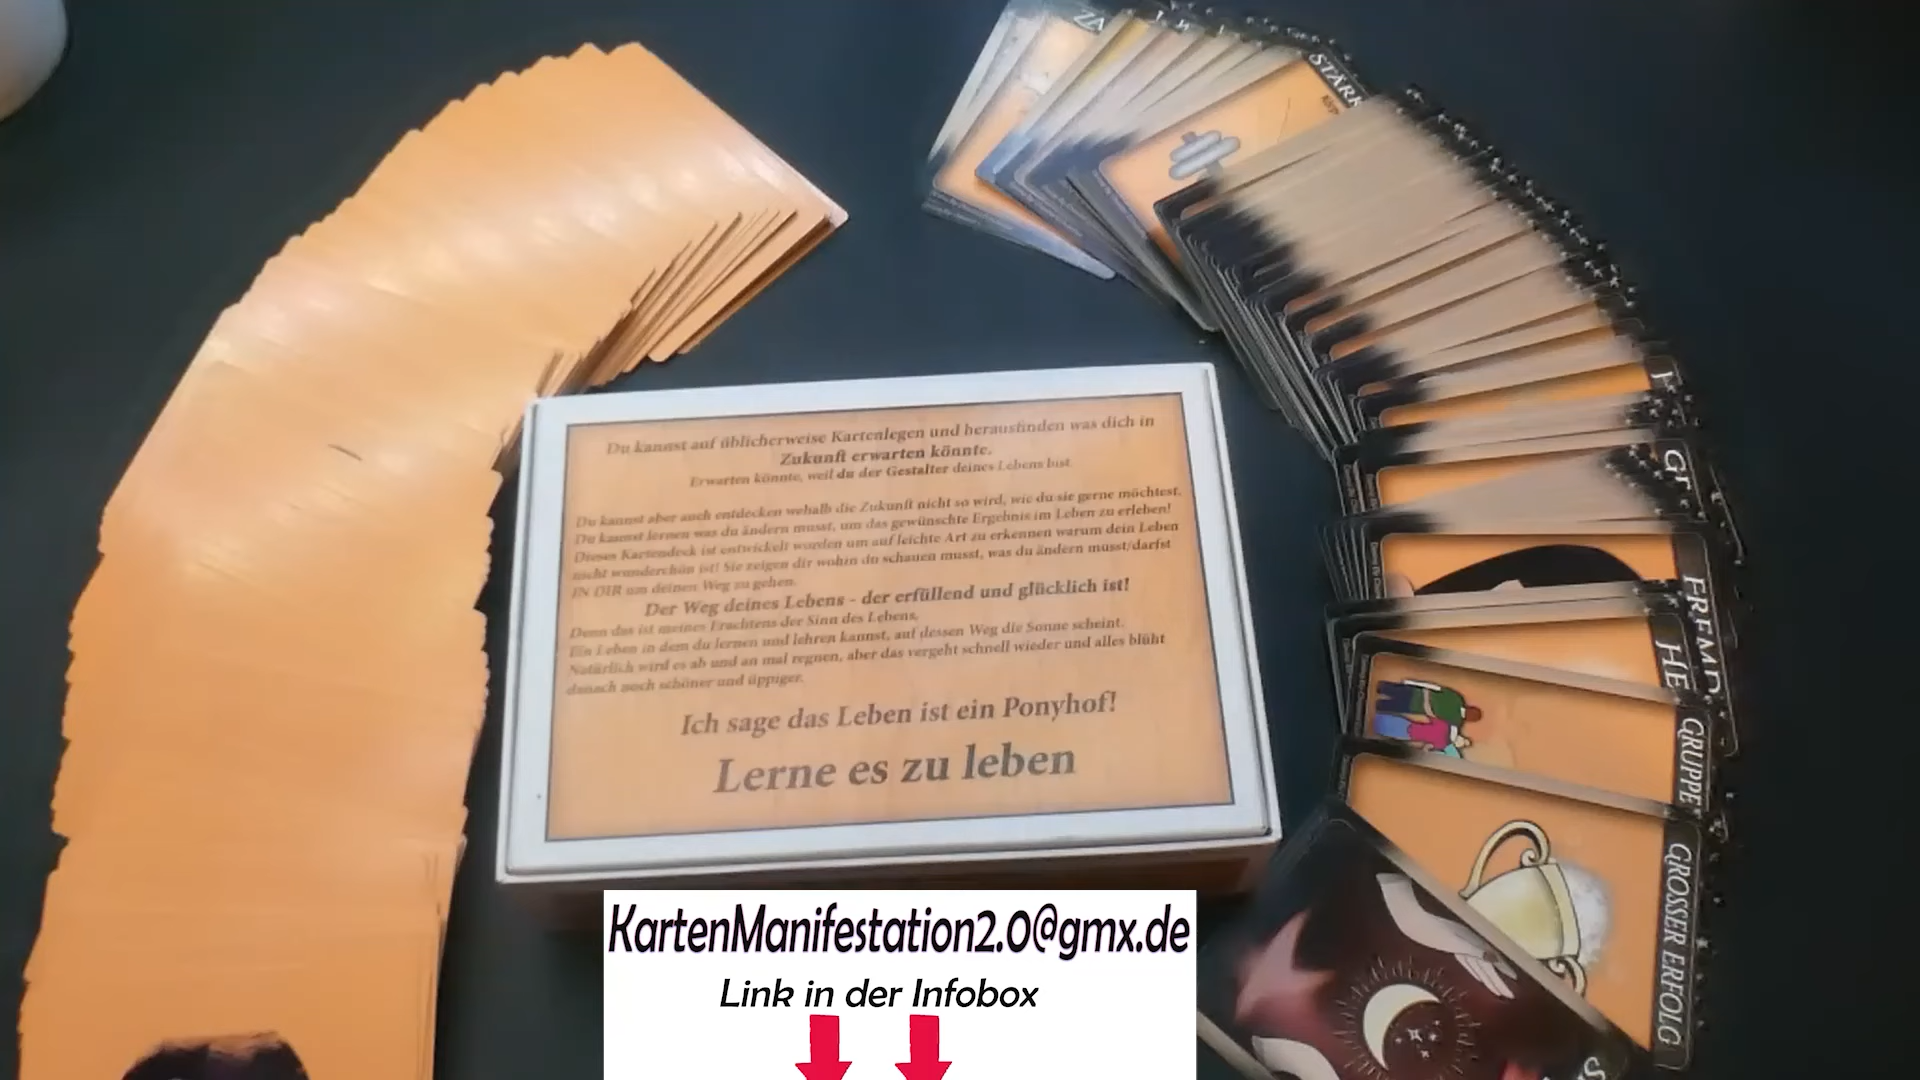 STÄRK
Du kannst auf üblicherweise Kartenlegen und herausfinden was dich in
Zukunft erwarten könnte.
Erwarten könnte, weil du der Gestalter deines Lebens bist.
Du kannst aber auch entdecken weshalb die Zukunft nicht so wird, wie du sie gerne möchtest.
Du kannst lernen was du ändern musst, um das gewünschte Ergebnis im Leben zu erleben!
Dieses Kartendeck ist entwickelt worden um auf leichte Art zu erkennen warum dein Leben
nicht wunderchön ist! Sie zeigen dir wohin du schauen musst, was du ändern musst/darfst
IN DIR um deinen Weg zu gehen.
Der Weg deines Lebens - der erfüllend und glücklich ist!
Denn das ist meines Erachtens der Sinn des Lebens,
Ein Leben in dem du lernen und lehren kannst, auf dessen Weg die Sonne scheint.
Natürlich wird es ab und an mal regnen, aber das vergeht schnell wieder und alles blüht
danach noch schöner und üppiger.
Ich sage das Leben ist ein Ponyhof!
Lerne es zu leben
GR
FREMD
HE
GRUPPE
GROSSER ERFOLG
KartenManifestation2.0@gmx.de
Link in der Infobox